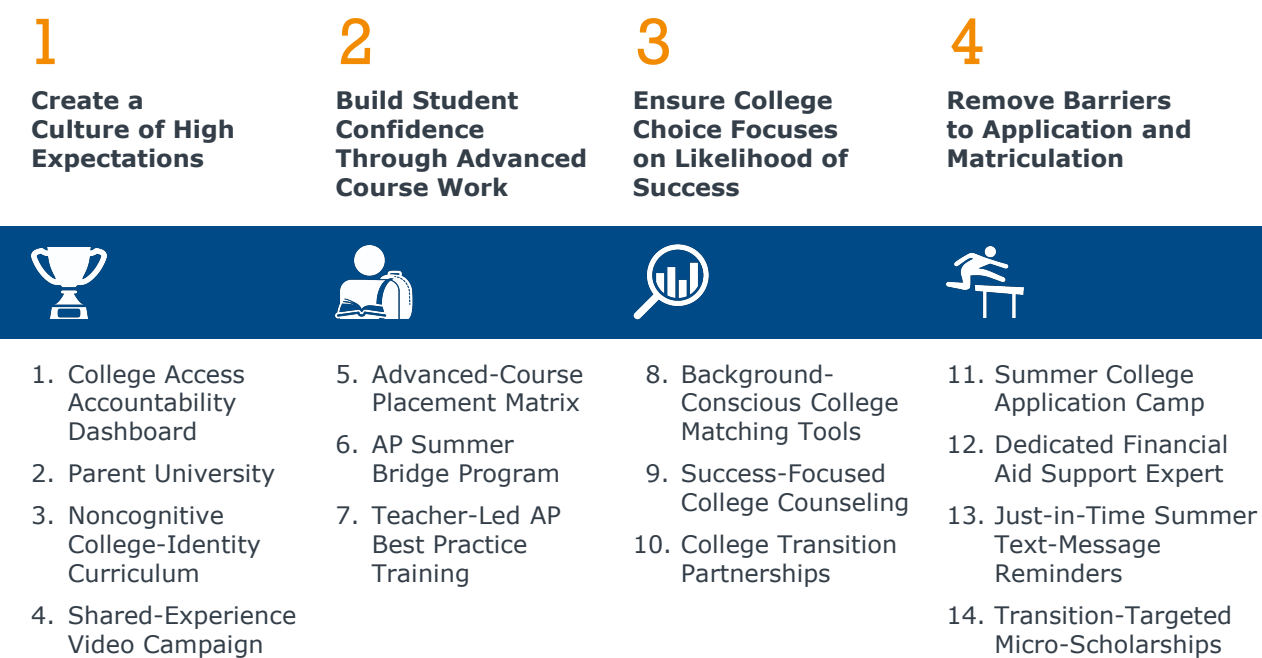 1
Create a
Culture of High
Expectations
2
Build Student
Confidence
Through Advanced
Course Work
3
Ensure College
Choice Focuses
on Likelihood of
Success
4
Remove Barriers
to Application and
Matriculation
1. College Access
Accountability
Dashboard
2. Parent University
3. Noncognitive
College-Identity
Curriculum
4. Shared-Experience
Video Campaign
5. Advanced-Course
Placement Matrix
6. AP Summer
Bridge Program
7. Teacher-Led AP
Best Practice
Training
8. Background-
Conscious College
Matching Tools
9. Success-Focused
College Counseling
10. College Transition
Partnerships
11. Summer College
Application Camp
12. Dedicated Financial
Aid Support Expert
13. Just-in-Time Summer
Text-Message
Reminders
14. Transition-Targeted
Micro-Scholarships